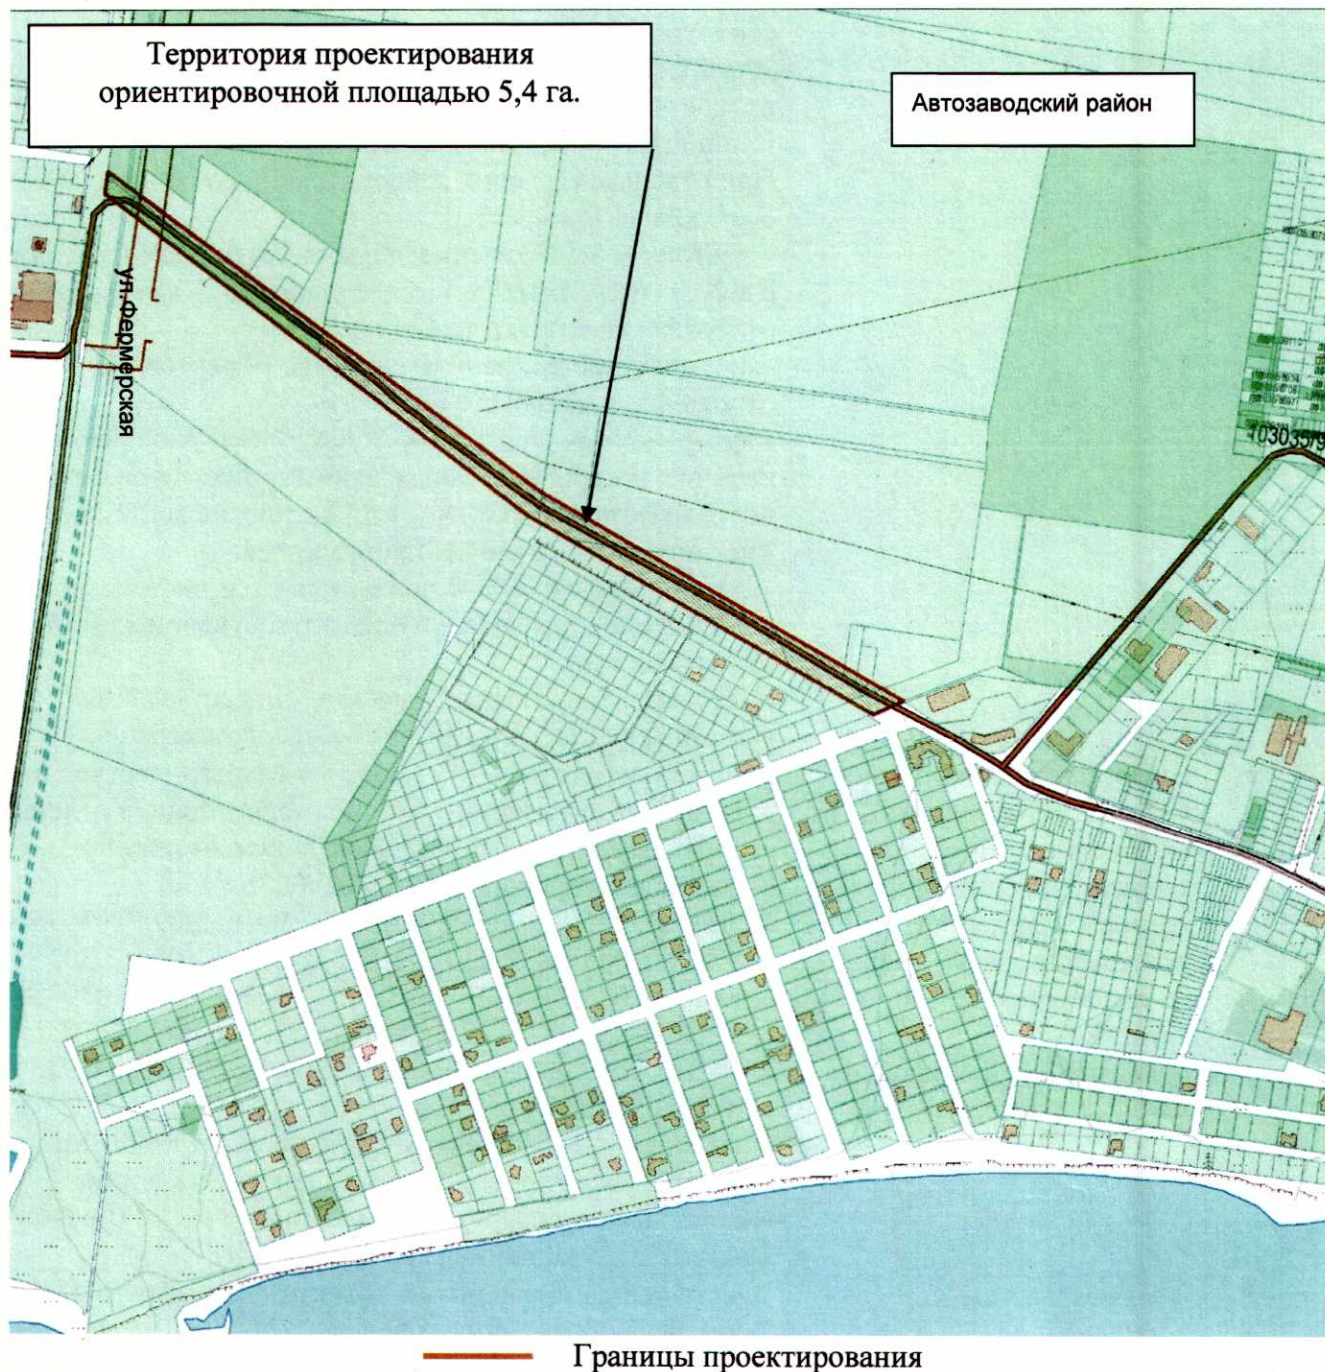 Территория проектирования
ориентировочной площадью 5,4 га.
Автозаводский район
ул.Фермерская
Границы проектирования